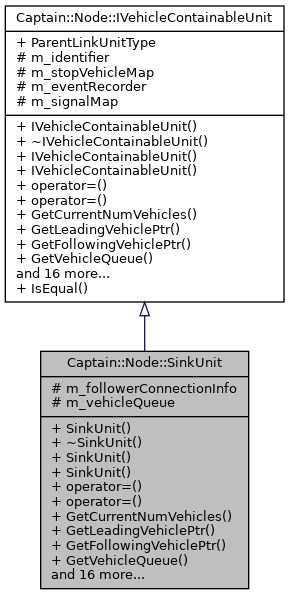 Captain::Node::IVehicleContainableUnit
+ ParentLinkUnitType
# m_identifier
# m_stopVehicleMap
# m_eventRecorder
# m_signalMap
+ IVehicleContainableUnit()
+ ~IVehicleContainableUnit()
+ IVehicleContainableUnit()
+ IVehicleContainableUnit()
+ operator=()
+ operator=()
+ GetCurrentNumVehicles()
+ GetLeadingVehiclePtr()
+ GetFollowingVehiclePtr()
+ GetVehicleQueue()
and 16 more...
+ IsEqual()
Captain::Node::SinkUnit
# m_followerConnectionInfo
# m_vehicleQueue
+ SinkUnit()
+ ~SinkUnit()
+ SinkUnit()
+ SinkUnit()
+ operator=()
+ operator=()
+ GetCurrentNumVehicles()
+ GetLeadingVehiclePtr()
+ GetFollowingVehiclePtr()
+ GetVehicleQueue()
and 16 more...